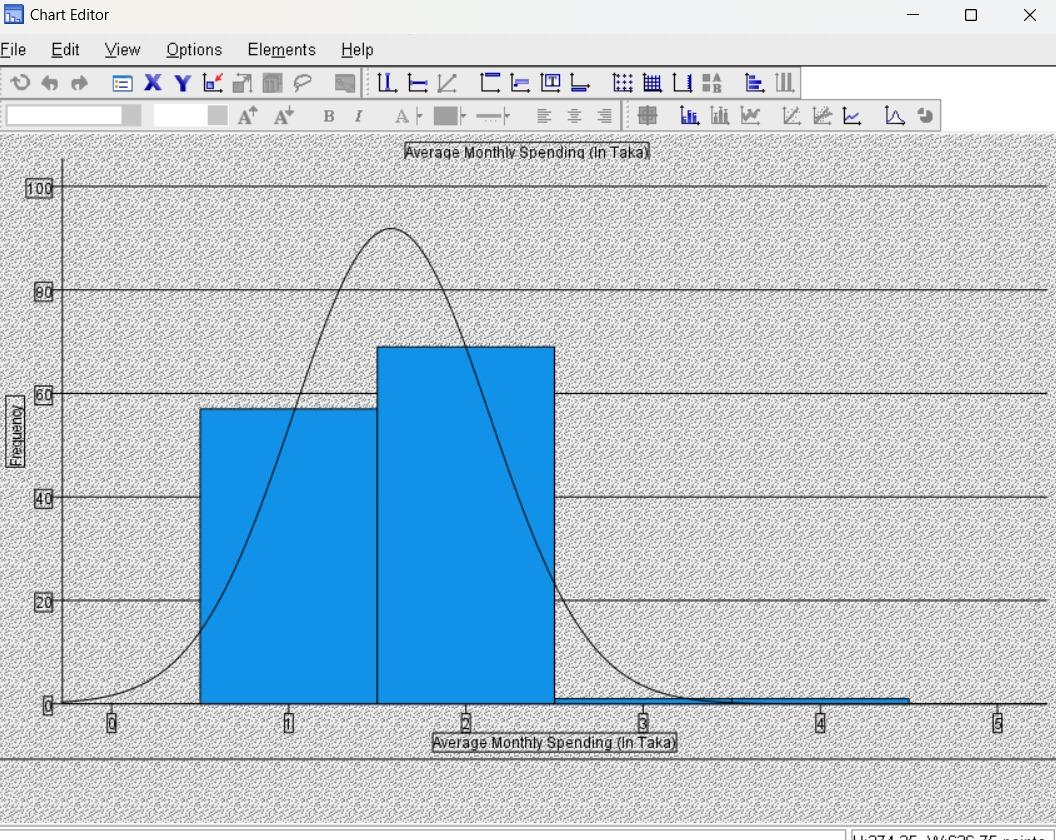 Chart Editor
File Edit View Options Elements Help
Average Monthly Spending (In Taka)
100
80
60
40
20
0
Frequency
0 1 2 3 4 5
Average Monthly Spending (In Taka)